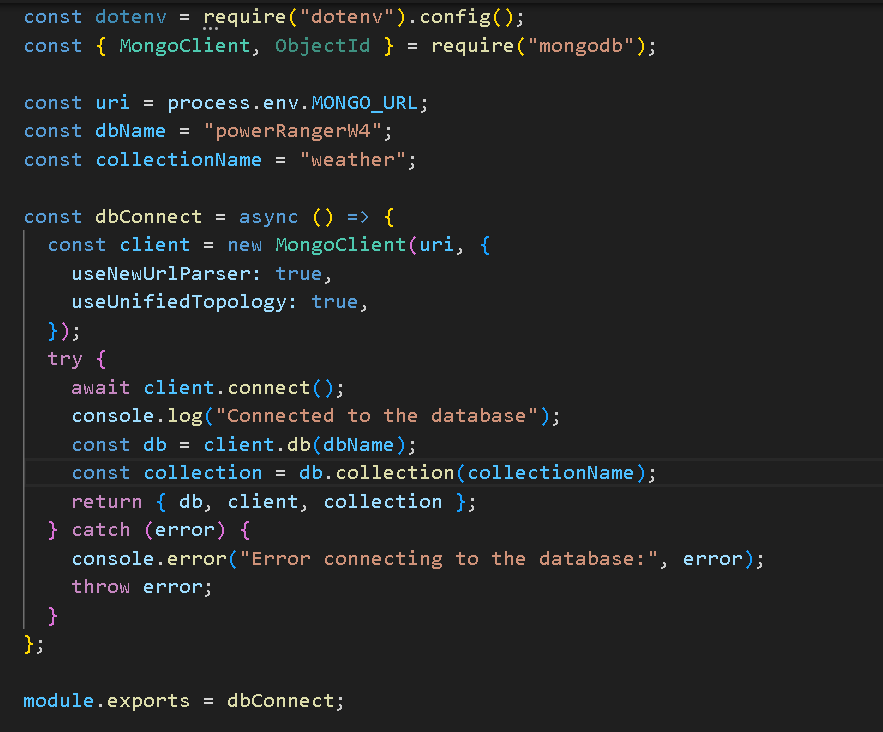 const dotenv = require("dotenv").config();
const { MongoClient, ObjectId } = require("mongodb");
const uri = process.env.MONGO_URL;
const dbName = "powerRangerW4";
const collectionName = "weather";
const dbConnect = async () => {
const client = new MongoClient(uri, {
useNewUrlParser: true,
useUnifiedTopology: true,
});
try {
await client.connect();
console.log("Connected to the database");
const db = client.db(dbName);
const collection = db.collection(collectionName);
return { db, client, collection };
} catch (error) {
console.error("Error connecting to the database:", error);
throw error;
}
};
module.exports = dbConnect;